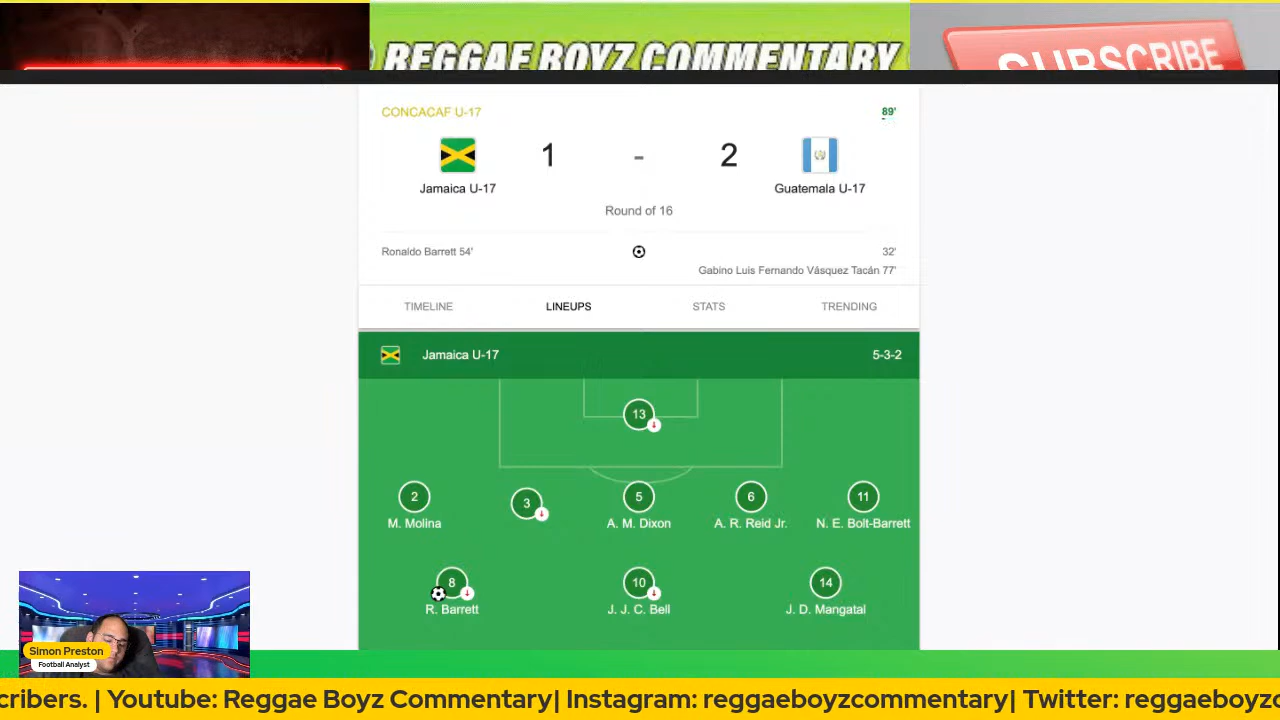 REGGAE BOYZ COMMENTARY
SUBSCRIBE
CONCACAF U-17
89'
1 - 2
Jamaica U-17
Guatemala U-17
Round of 16
Ronaldo Barrett 54'
32'
Gabino Luis Fernando Vásquez Tacán 77'
TIMELINE
LINEUPS
STATS
TRENDING
Jamaica U-17
5-3-2
13
2
3
5
6
11
M. Molina
A. M. Dixon
A. R. Reid Jr.
N. E. Bolt-Barrett
8
10
14
R. Barrett
J. J. C. Bell
J. D. Mangatal
Simon Preston
Football Analyst
cribers. | Youtube: Reggae Boyz Commentary| Instagram: reggaeboyzcommentary| Twitter: reggaeboyzc